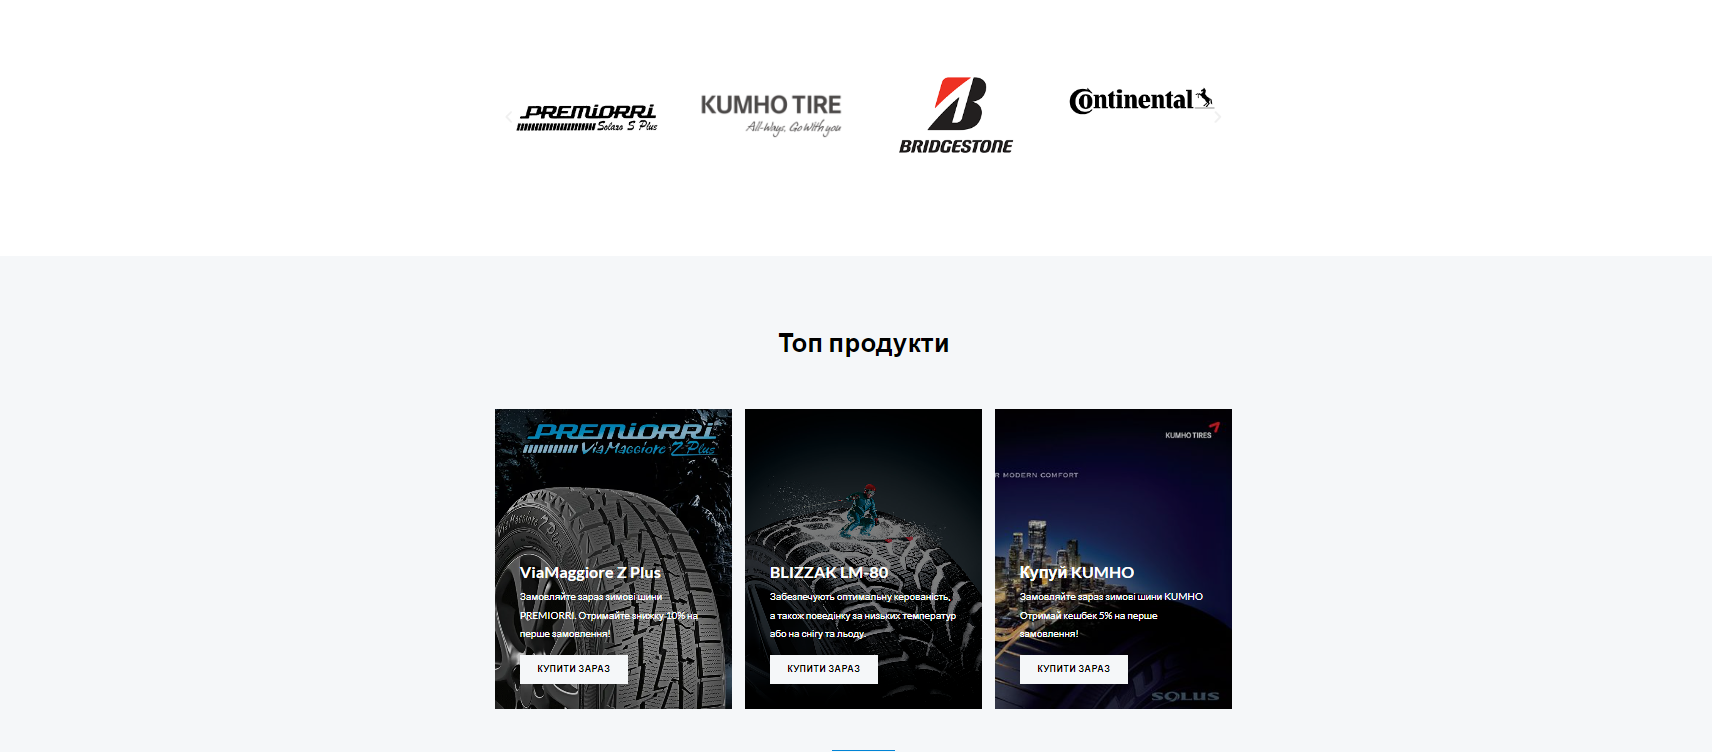 PREMIORRI
Solazo S Plus
KUMHO TIRE
All-Ways, Go With you
BRIDGESTONE
Continental
Топ продукти
PREMIORRI
ViaMaggiore Z Plus
ViaMaggiore Z Plus
ViaMaggiore Z Plus
Замовляйте зараз зимові шини
PREMIORRI. Отримайте знижку 10% на
перше замовлення!
КУПИТИ ЗАРАЗ
BLIZZAK LM-80
Забезпечують оптимальну керованість,
а також поведінку за низьких температур
або на снігу та льоду.
КУПИТИ ЗАРАЗ
KUMHO TIRES
R MODERN COMFORT
Купуй KUMHO
Замовляйте зараз зимові шини KUMHO
Отримай кешбек 5% на перше
замовлення!
КУПИТИ ЗАРАЗ
SOLUS